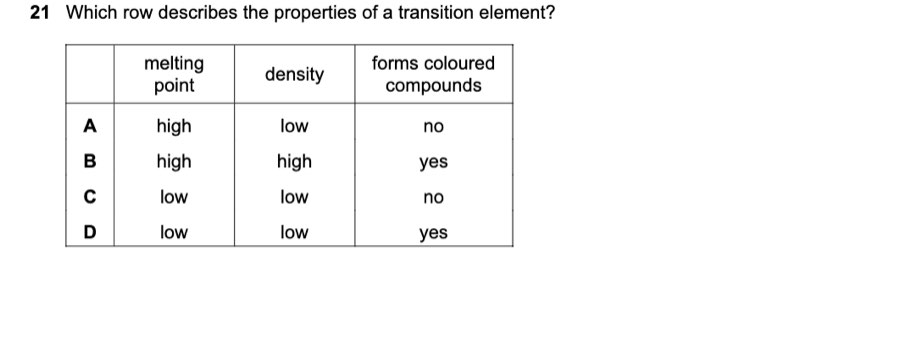 21 Which row describes the properties of a transition element?
melting point density forms coloured compounds
A high low no
B high high yes
C low low no
D low low yes